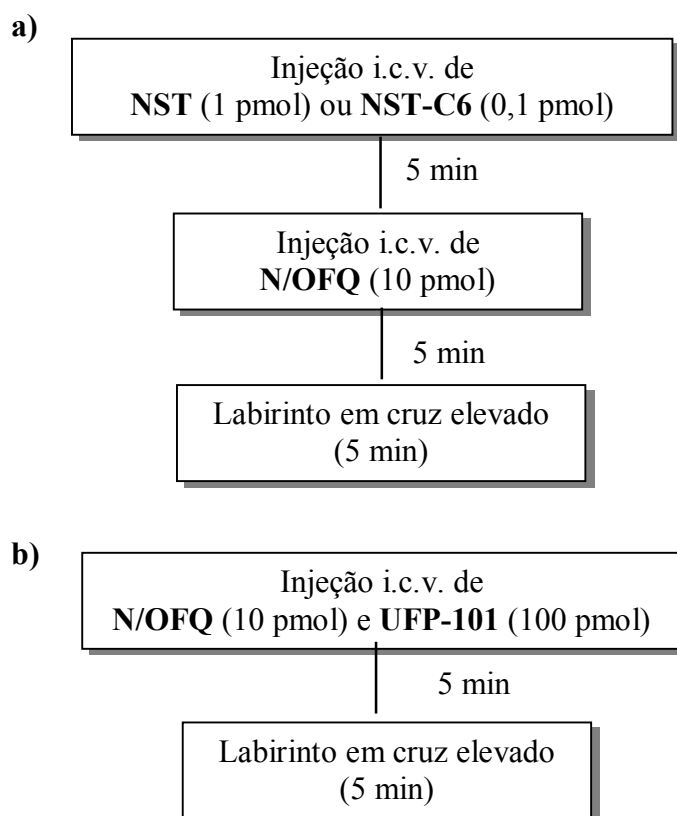 a)
Injeção i.c.v. de
NST (1 pmol) ou NST-C6 (0,1 pmol)
5 min
Injeção i.c.v. de
N/OFQ (10 pmol)
5 min
Labirinto em cruz elevado
(5 min)
b)
Injeção i.c.v. de
N/OFQ (10 pmol) e UFP-101 (100 pmol)
5 min
Labirinto em cruz elevado
(5 min)